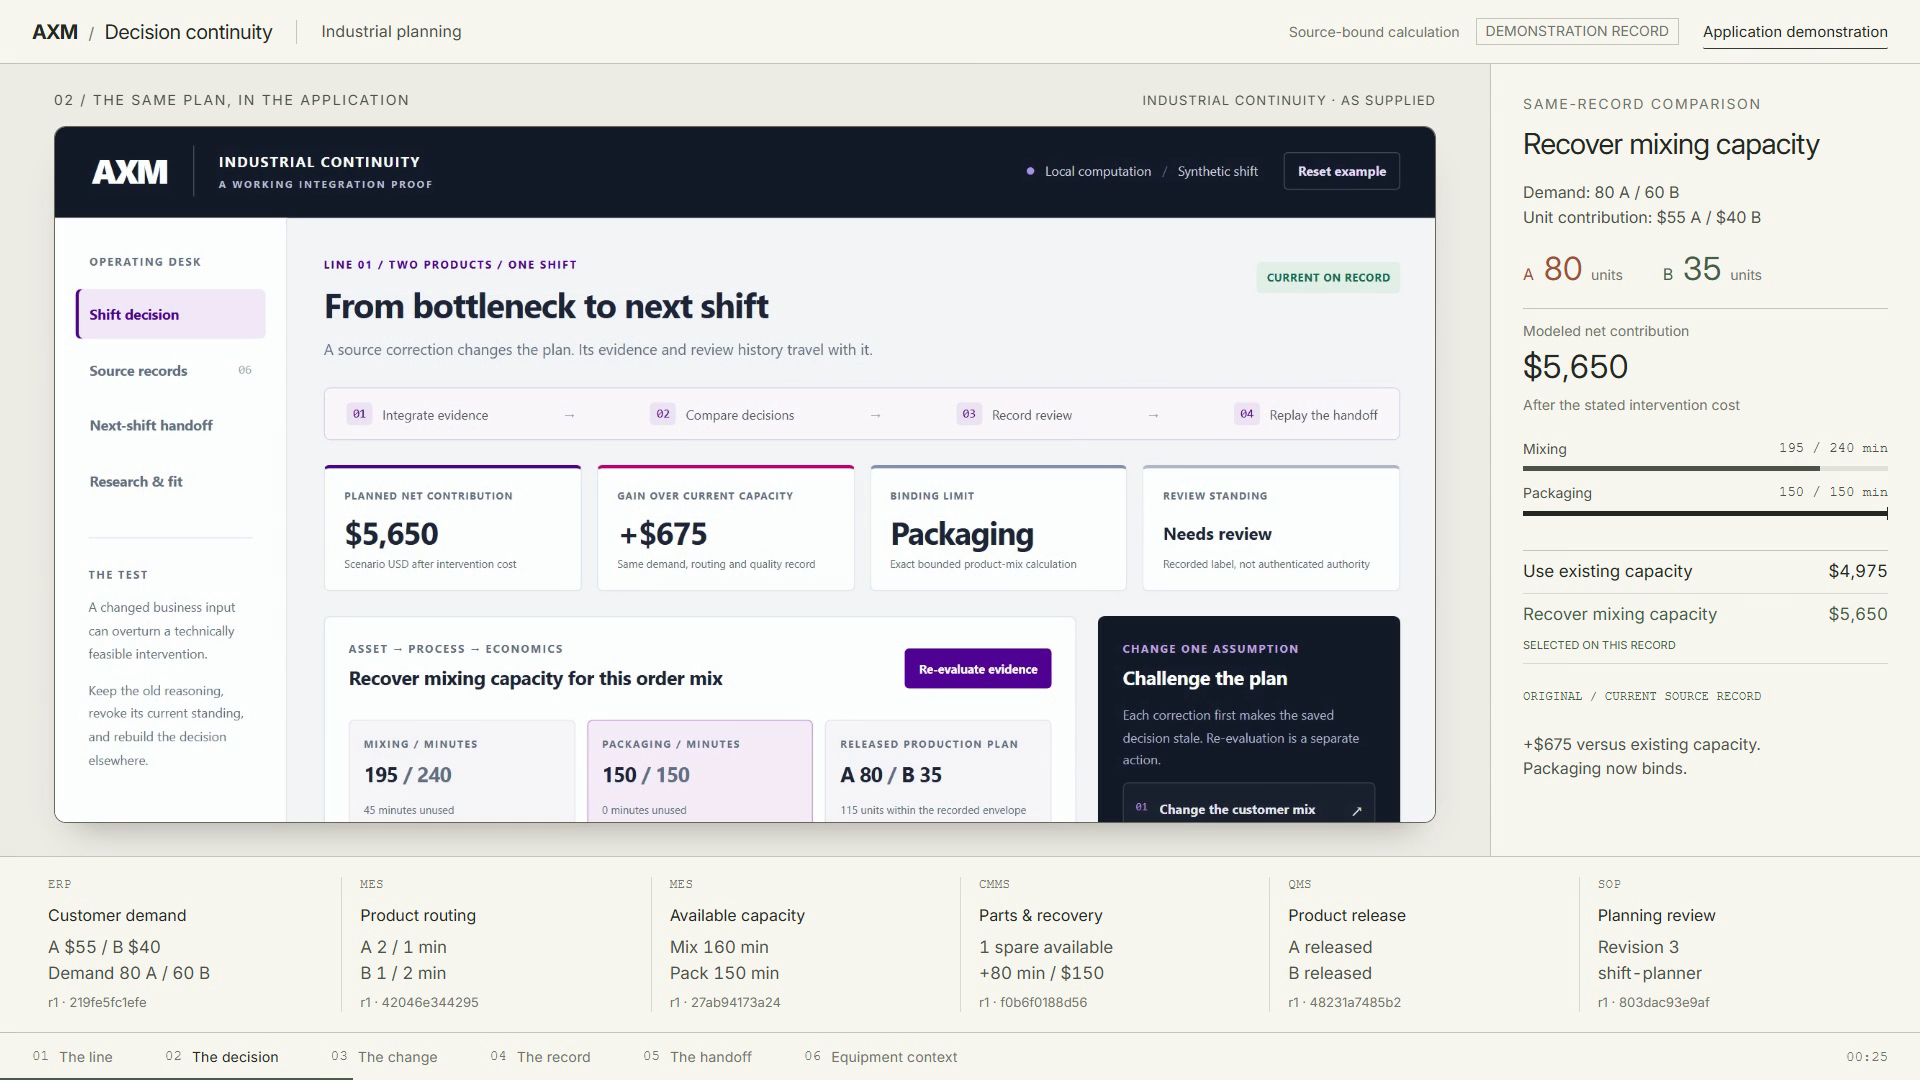 AXM / Decision continuity
Industrial planning
Source-bound calculation
DEMONSTRATION RECORD
Application demonstration
02 / THE SAME PLAN, IN THE APPLICATION
INDUSTRIAL CONTINUITY · AS SUPPLIED
AXM
INDUSTRIAL CONTINUITY
A WORKING INTEGRATION PROOF
Local computation / Synthetic shift
Reset example
OPERATING DESK
Shift decision
Source records 06
Next-shift handoff
Research & fit
THE TEST
A changed business input
can overturn a technically
feasible intervention.
Keep the old reasoning,
revoke its current standing,
and rebuild the decision
elsewhere.
LINE 01 / TWO PRODUCTS / ONE SHIFT
From bottleneck to next shift
A source correction changes the plan. Its evidence and review history travel with it.
CURRENT ON RECORD
01 Integrate evidence → 02 Compare decisions → 03 Record review → 04 Replay the handoff
PLANNED NET CONTRIBUTION
$5,650
Scenario USD after intervention cost
GAIN OVER CURRENT CAPACITY
+$675
Same demand, routing and quality record
BINDING LIMIT
Packaging
Exact bounded product-mix calculation
REVIEW STANDING
Needs review
Recorded label, not authenticated authority
ASSET → PROCESS → ECONOMICS
Recover mixing capacity for this order mix
Re-evaluate evidence
MIXING / MINUTES
195 / 240
45 minutes unused
PACKAGING / MINUTES
150 / 150
0 minutes unused
RELEASED PRODUCTION PLAN
A 80 / B 35
115 units within the recorded envelope
CHANGE ONE ASSUMPTION
Challenge the plan
Each correction first makes the saved
decision stale. Re-evaluation is a separate
action.
01 Change the customer mix ↗
SAME-RECORD COMPARISON
Recover mixing capacity
Demand: 80 A / 60 B
Unit contribution: $55 A / $40 B
A 80 units B 35 units
Modeled net contribution
$5,650
After the stated intervention cost
Mixing 195 / 240 min
Packaging 150 / 150 min
Use existing capacity $4,975
Recover mixing capacity $5,650
SELECTED ON THIS RECORD
ORIGINAL / CURRENT SOURCE RECORD
+$675 versus existing capacity.
Packaging now binds.
ERP
Customer demand
A $55 / B $40
Demand 80 A / 60 B
r1 · 219fe5fc1efe
MES
Product routing
A 2 / 1 min
B 1 / 2 min
r1 · 42046e344295
MES
Available capacity
Mix 160 min
Pack 150 min
r1 · 27ab94173a24
CMMS
Parts & recovery
1 spare available
+80 min / $150
r1 · f0b6f0188d56
QMS
Product release
A released
B released
r1 · 48231a7485b2
SOP
Planning review
Revision 3
shift-planner
r1 · 803dac93e9af
01 The line
02 The decision
03 The change
04 The record
05 The handoff
06 Equipment context
00:25